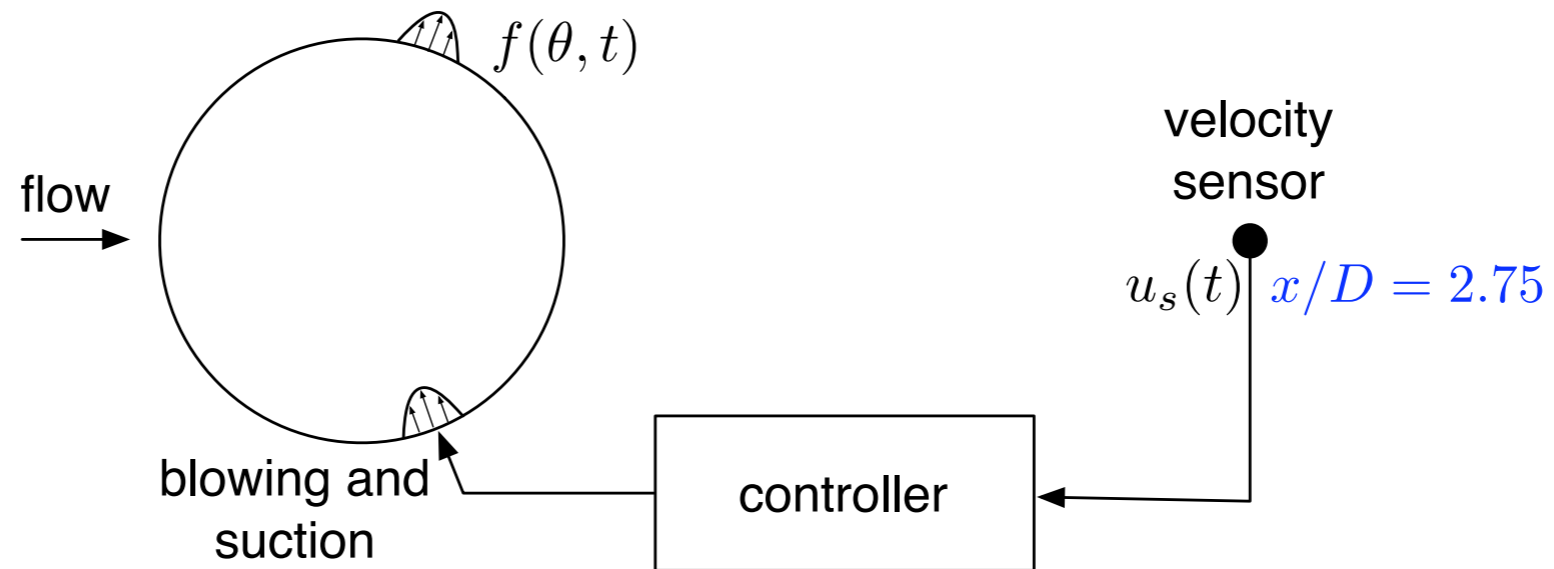 f(θ, t)
flow
velocity
sensor
u_s(t) x/D = 2.75
blowing and
suction
controller